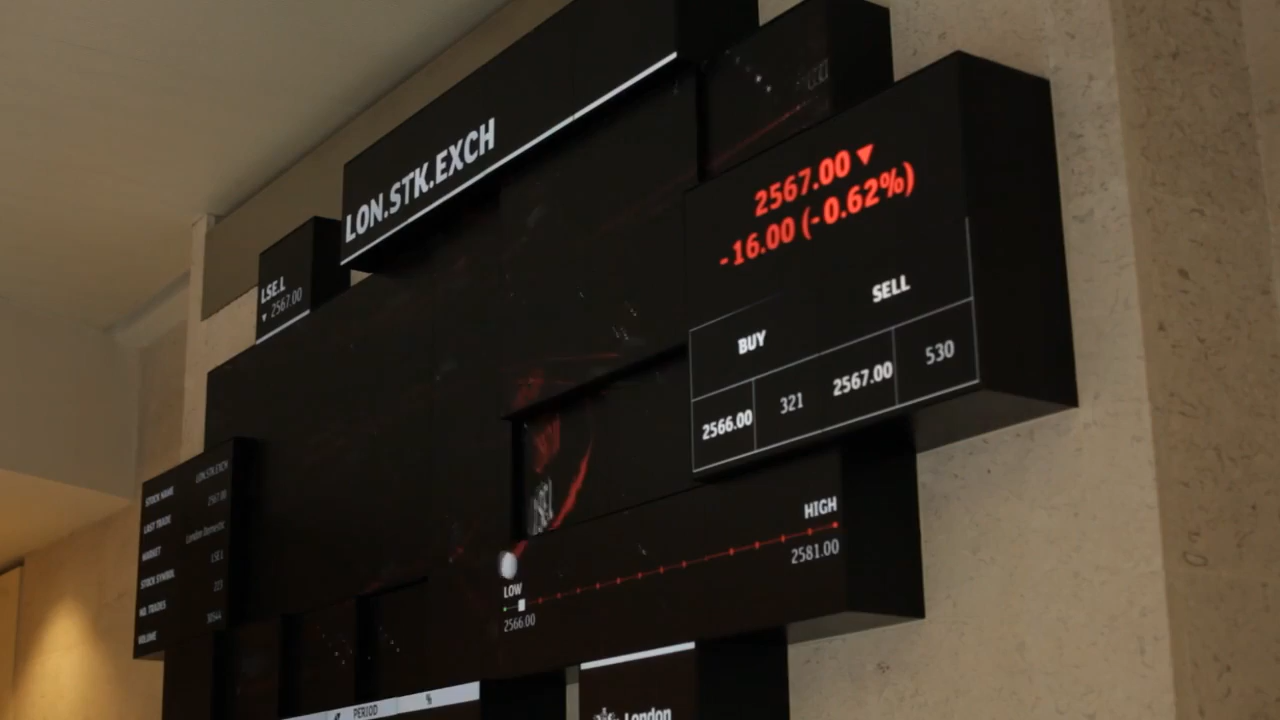 LON.STK.EXCH
LSE.L
▼ 2567.00
2567.00 ▼
-16.00 (-0.62%)
BUY SELL
2566.00 321 2567.00 530
STOCK NAME LON.STK.EXCH
LAST TRADE 2567.00
MARKET London Domestic
STOCK SYMBOL LSE.L
NO. TRADES 223
VOLUME
HIGH
2581.00
LOW
2566.00
PERIOD %
London